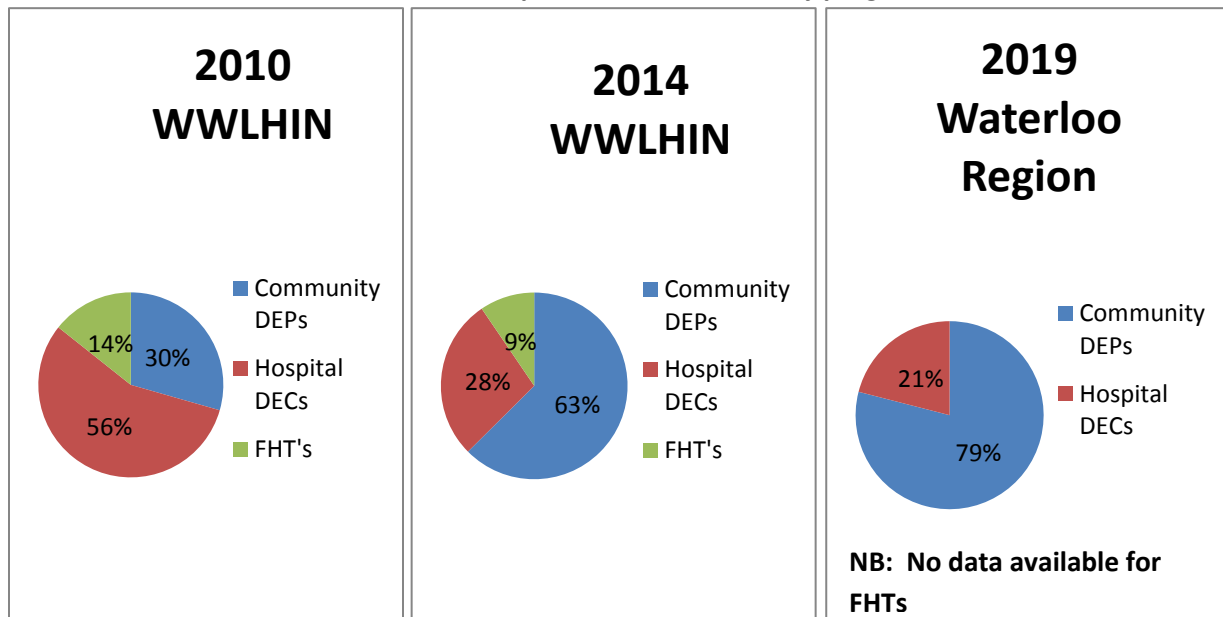 2010
WWLHIN
14%
30%
56%
Community
DEPs
Hospital
DECs
FHT's
2014
WWLHIN
9%
28%
63%
Community
DEPs
Hospital
DECs
FHT's
2019
Waterloo
Region
21%
79%
Community
DEPs
Hospital
DECs
NB: No data available for
FHTs